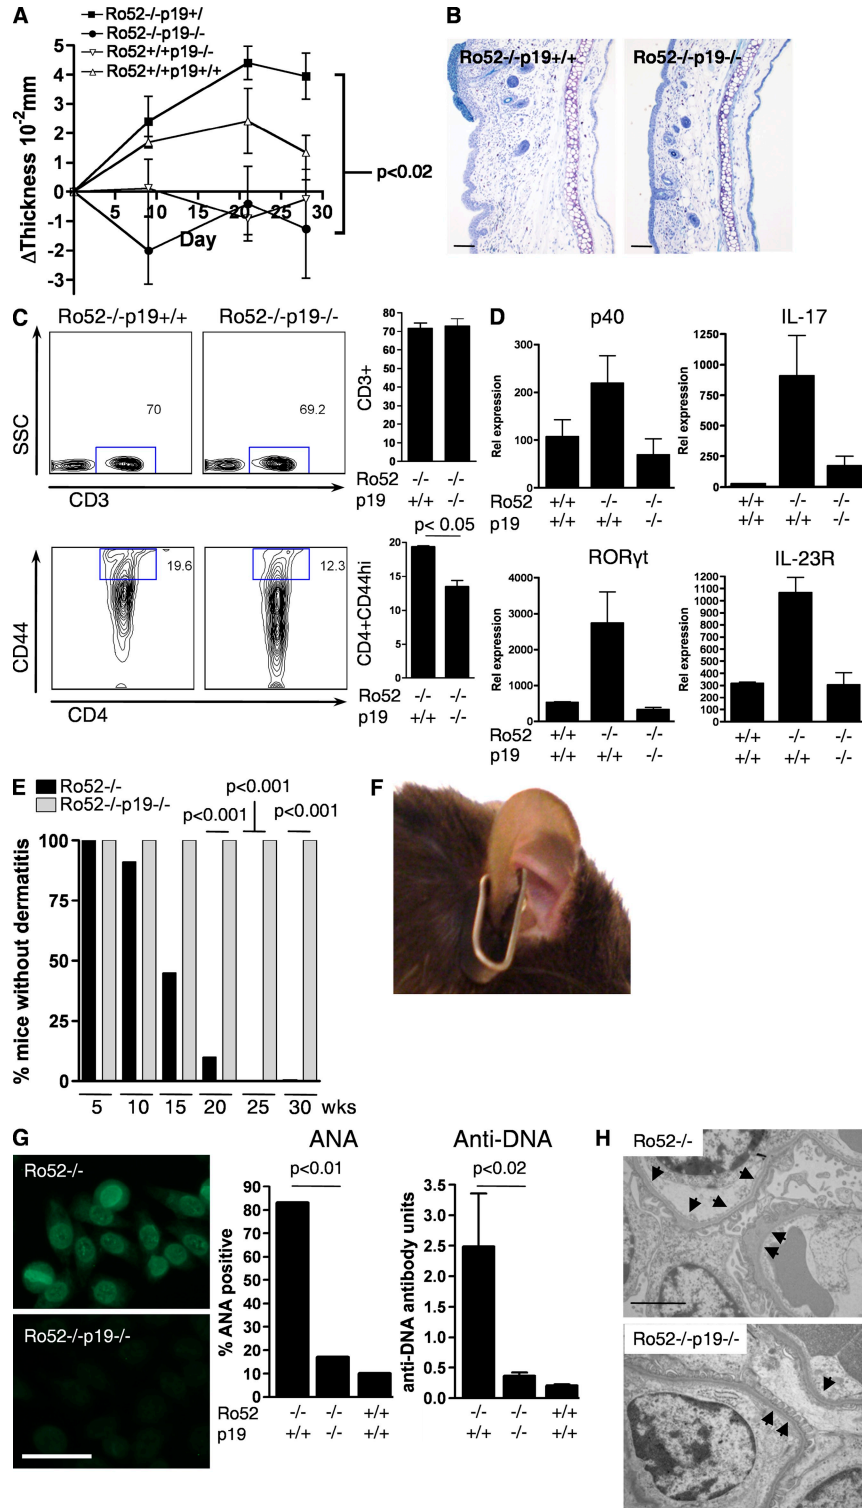 A
Ro52-/-p19+/
Ro52-/-p19-/-
Ro52+/+p19-/-
Ro52+/+p19+/+
ΔThickness 10-2mm
5
4
3
2
1
0
-1
-2
-3
5 10 15 20 25 30
Day
p<0.02
B
Ro52-/-p19+/+
Ro52-/-p19-/-
C
Ro52-/-p19+/+
Ro52-/-p19-/-
SSC
70
69.2
CD3
CD3+
80
70
60
50
40
30
20
10
0
Ro52 -/- -/-
p19 +/+ -/-
CD44
19.6
12.3
CD4
p< 0.05
CD4+CD44hi
20
15
10
5
0
Ro52 -/- -/-
p19 +/+ -/-
D
p40
Rel expression
300
200
100
0
Ro52 +/+ -/- -/-
p19 +/+ +/+ -/-
IL-17
Rel expression
1250
1000
750
500
250
0
+/+ -/- -/-
+/+ +/+ -/-
RORγt
Rel expression
4000
3000
2000
1000
0
Ro52 +/+ -/- -/-
p19 +/+ +/+ -/-
IL-23R
Rel expression
1200
1100
1000
900
800
700
600
500
400
300
200
100
0
+/+ -/- -/-
+/+ +/+ -/-
E
Ro52-/-
Ro52-/-p19-/-
p<0.001
p<0.001
p<0.001
% mice without dermatitis
100
75
50
25
0
5 10 15 20 25 30 wks
F
G
Ro52-/-
Ro52-/-p19-/-
ANA
p<0.01
% ANA positive
90
80
70
60
50
40
30
20
10
0
Ro52 -/- -/- +/+
p19 +/+ -/- +/+
Anti-DNA
p<0.02
anti-DNA antibody units
3.5
3.0
2.5
2.0
1.5
1.0
0.5
0.0
-/- -/- +/+
+/+ -/- +/+
H
Ro52-/-
Ro52-/-p19-/-